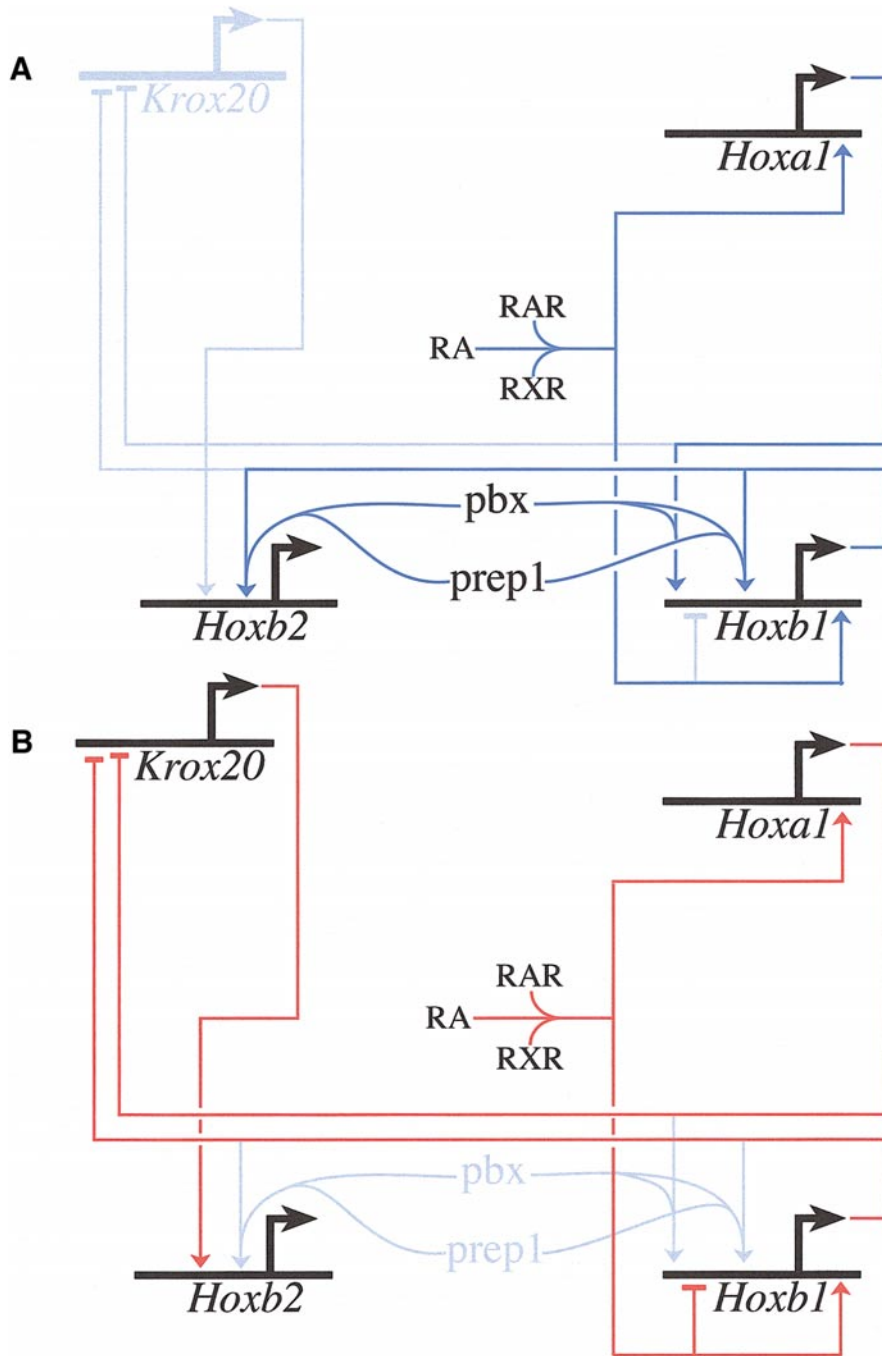 A
Krox20
Hoxa1
RAR
RA
RXR
pbx
prep1
Hoxb2
Hoxb1
B
Krox20
Hoxa1
RAR
RA
RXR
pbx
prep1
Hoxb2
Hoxb1